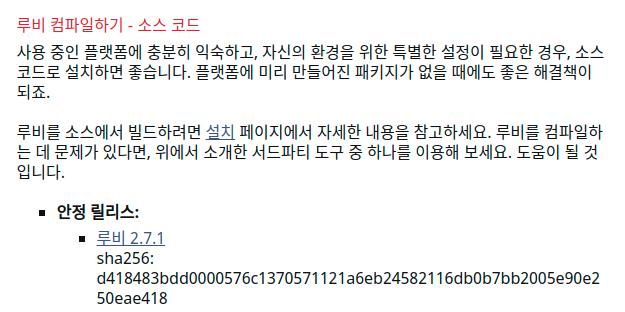 루비 컴파일하기 - 소스 코드
사용 중인 플랫폼에 충분히 익숙하고, 자신의 환경을 위한 특별한 설정이 필요한 경우, 소스
코드로 설치하면 좋습니다. 플랫폼에 미리 만들어진 패키지가 없을 때에도 좋은 해결책이
되죠.
루비를 소스에서 빌드하려면 설치 페이지에서 자세한 내용을 참고하세요. 루비를 컴파일하
는 데 문제가 있다면, 위에서 소개한 서드파티 도구 중 하나를 이용해 보세요. 도움이 될 것
입니다.
안정 릴리스:
루비 2.7.1
sha256:
d418483bdd0000576c1370571121a6eb24582116db0b7bb2005e90e2
50eae418